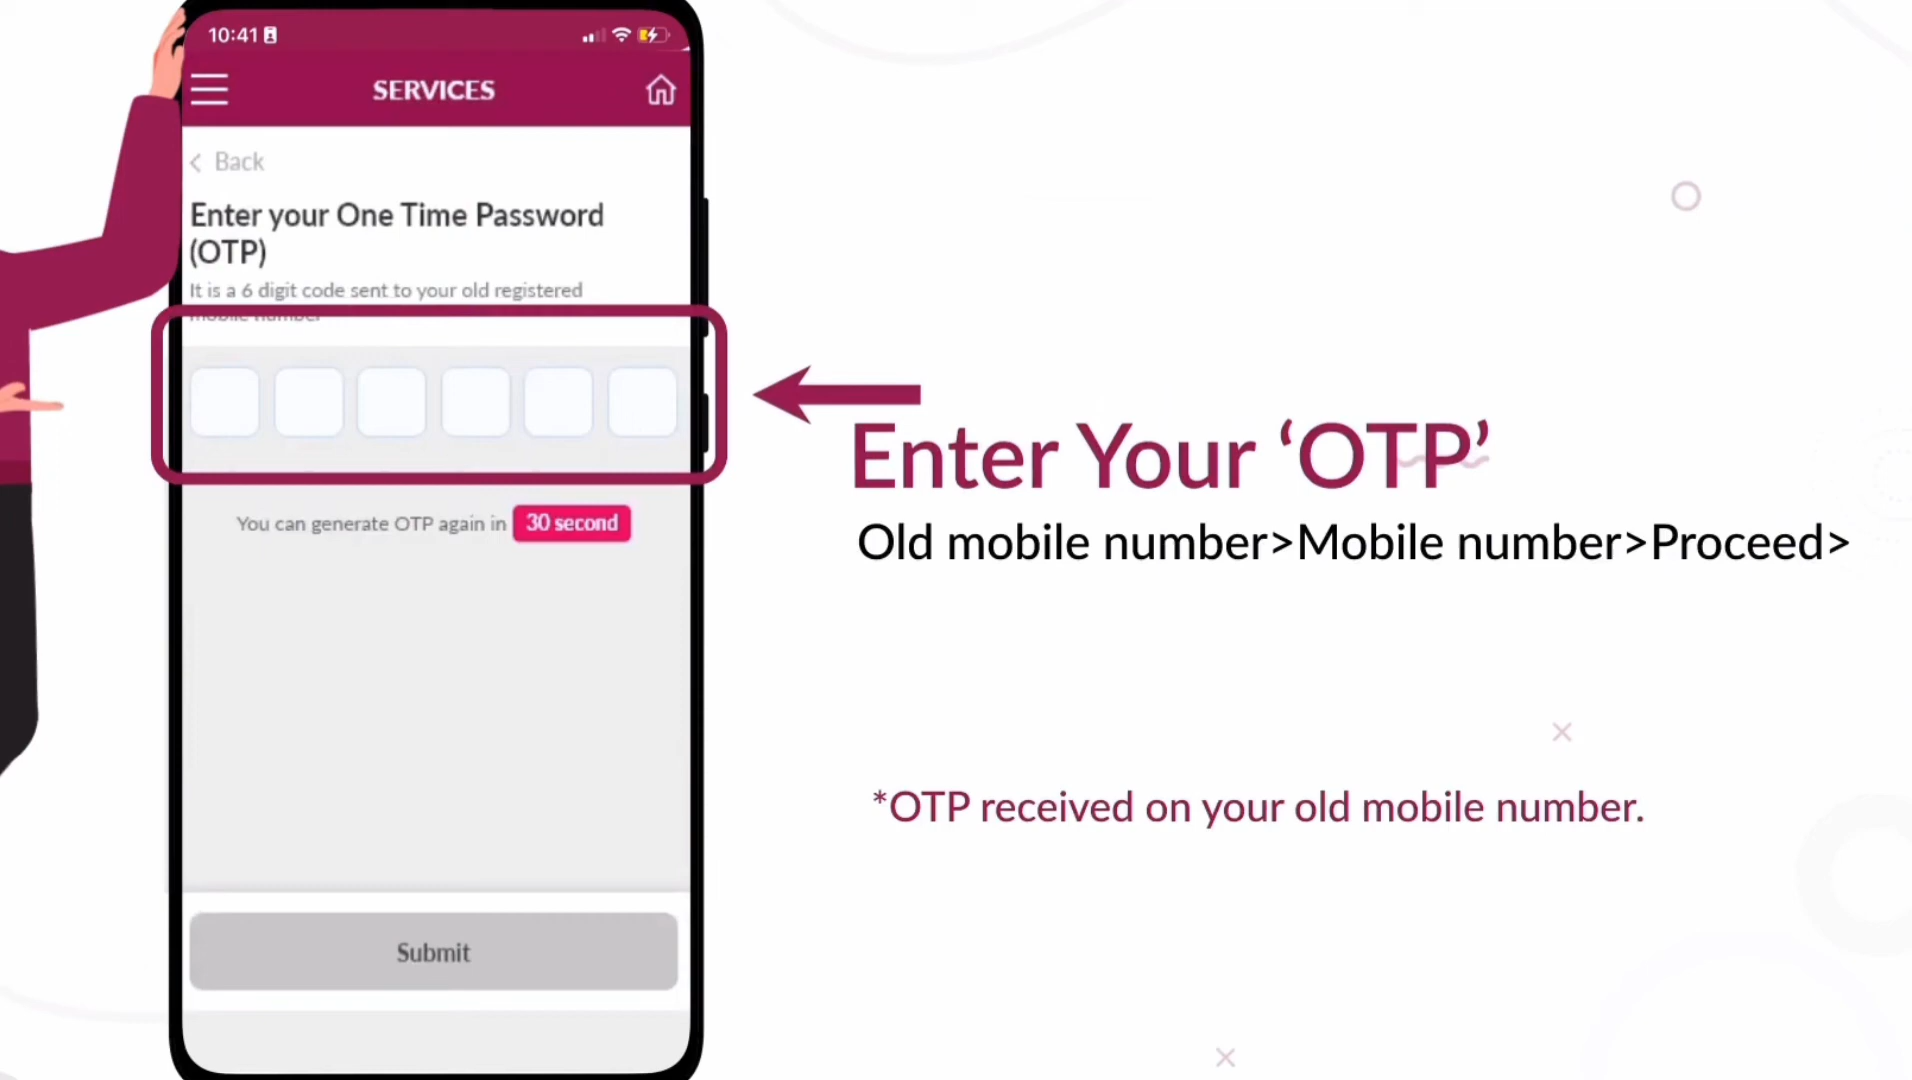 10:41
SERVICES
Back
Enter your One Time Password
(OTP)
It is a 6 digit code sent to your old registered
mobile number
You can generate OTP again in 30 second
Submit
Enter Your ‘OTP’
Old mobile number>Mobile number>Proceed>
*OTP received on your old mobile number.